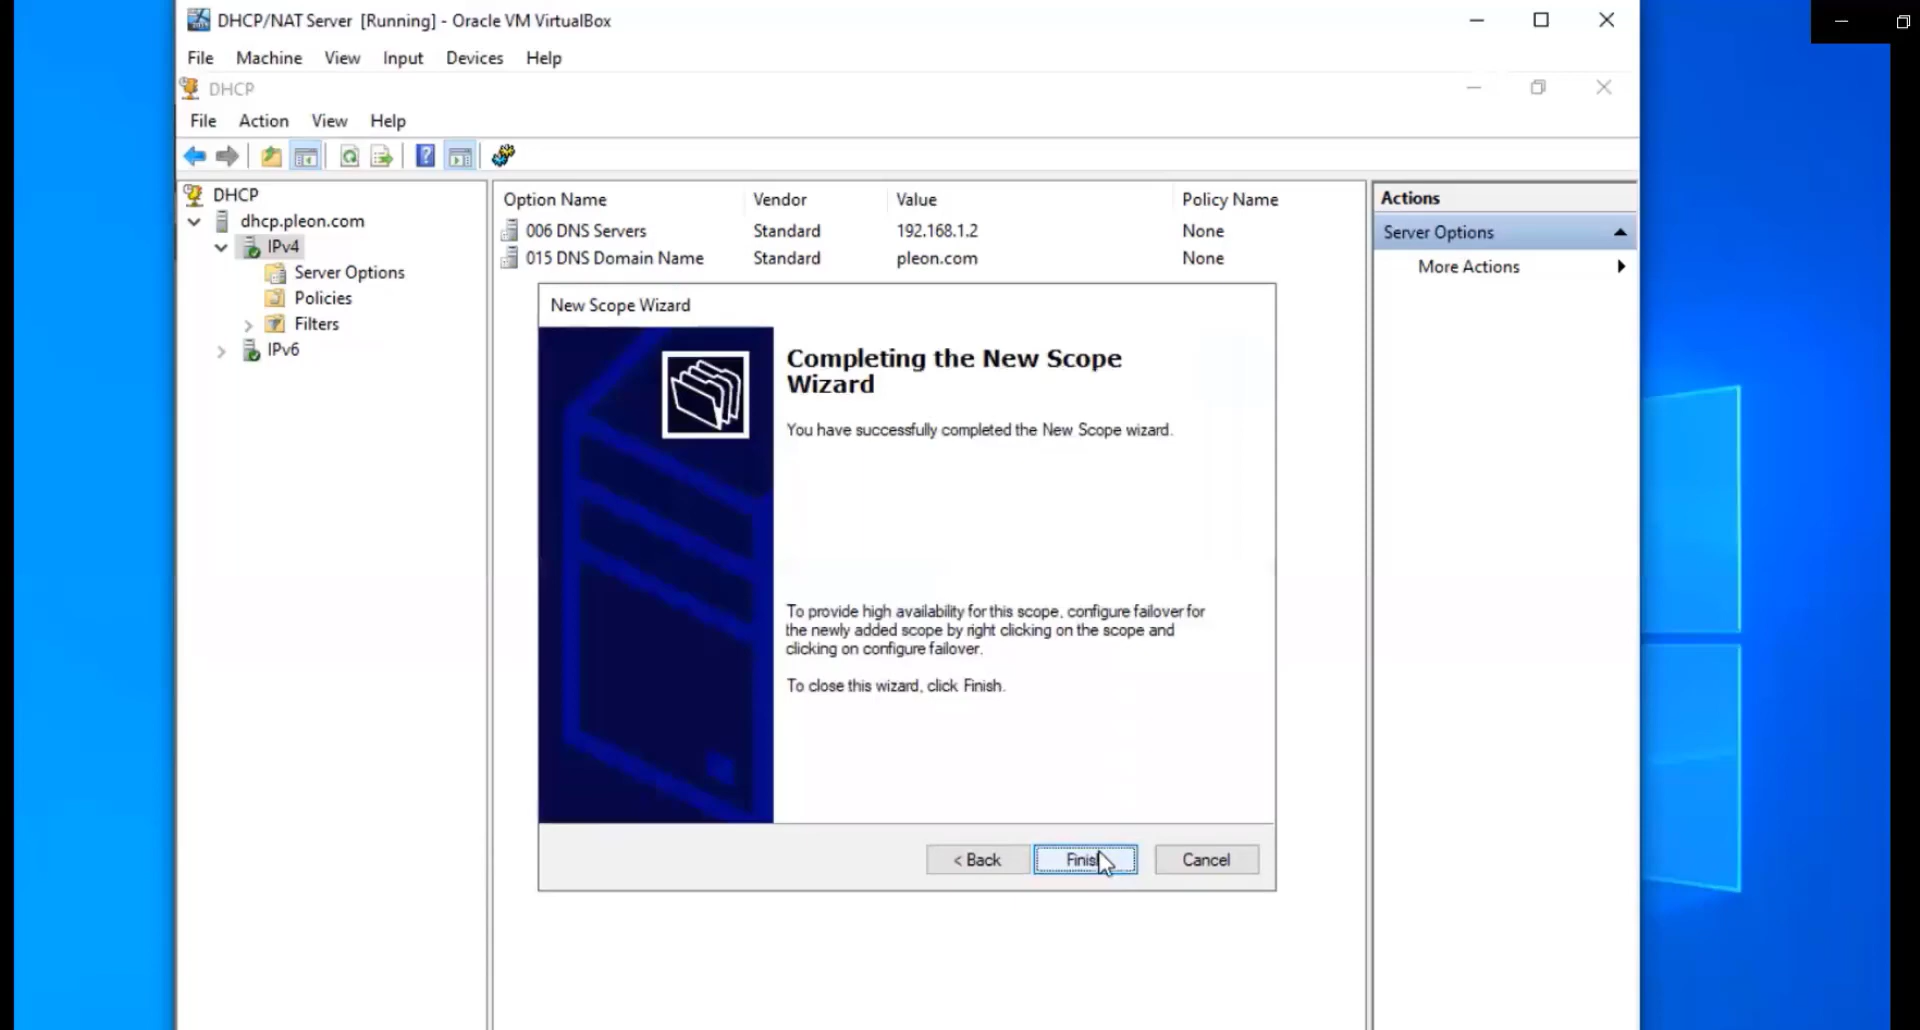 DHCP/NAT Server [Running] - Oracle VM VirtualBox
File Machine View Input Devices Help
DHCP
File Action View Help
DHCP
dhcp.pleon.com
IPv4
Server Options
Policies
Filters
IPv6
Option Name Vendor Value Policy Name
006 DNS Servers Standard 192.168.1.2 None
015 DNS Domain Name Standard pleon.com None
Actions
Server Options
More Actions
New Scope Wizard
Completing the New Scope
Wizard
You have successfully completed the New Scope wizard.
To provide high availability for this scope, configure failover for
the newly added scope by right clicking on the scope and
clicking on configure failover.
To close this wizard, click Finish.
< Back Finish Cancel